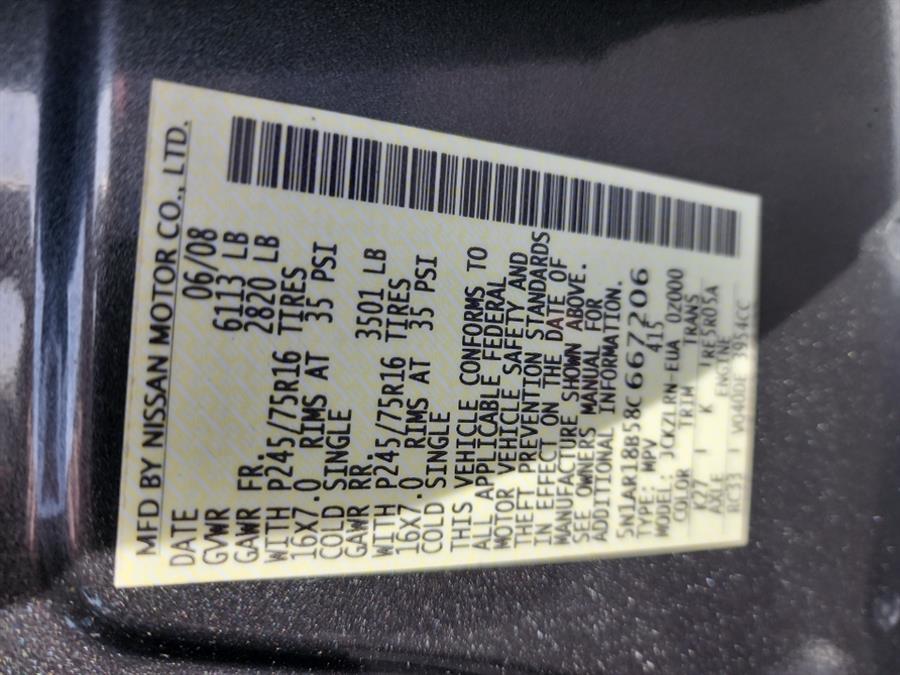 MFD BY NISSAN MOTOR CO., LTD.
DATE 06/08
GVWR 6113 LB
GAWR FR. 2820 LB
WITH P245/75R16 TIRES
16X7.0 RIMS AT 35 PSI
COLD SINGLE
GAWR RR. 3501 LB
WITH P245/75R16 TIRES
16X7.0 RIMS AT 35 PSI
COLD SINGLE
THIS VEHICLE CONFORMS TO
ALL APPLICABLE FEDERAL
MOTOR VEHICLE SAFETY AND
THEFT PREVENTION STANDARDS
IN EFFECT ON THE DATE OF
MANUFACTURE SHOWN ABOVE.
SEE OWNERS MANUAL FOR
ADDITIONAL INFORMATION.
5N1AR18B58C667206
TYPE: MPV 415
MODEL: JCKZLRN-EUA 02000
COLOR TRIM TRANS
K27 K RE5R05A
AXLE ENGINE
RC33 VQ40DE 3954CC